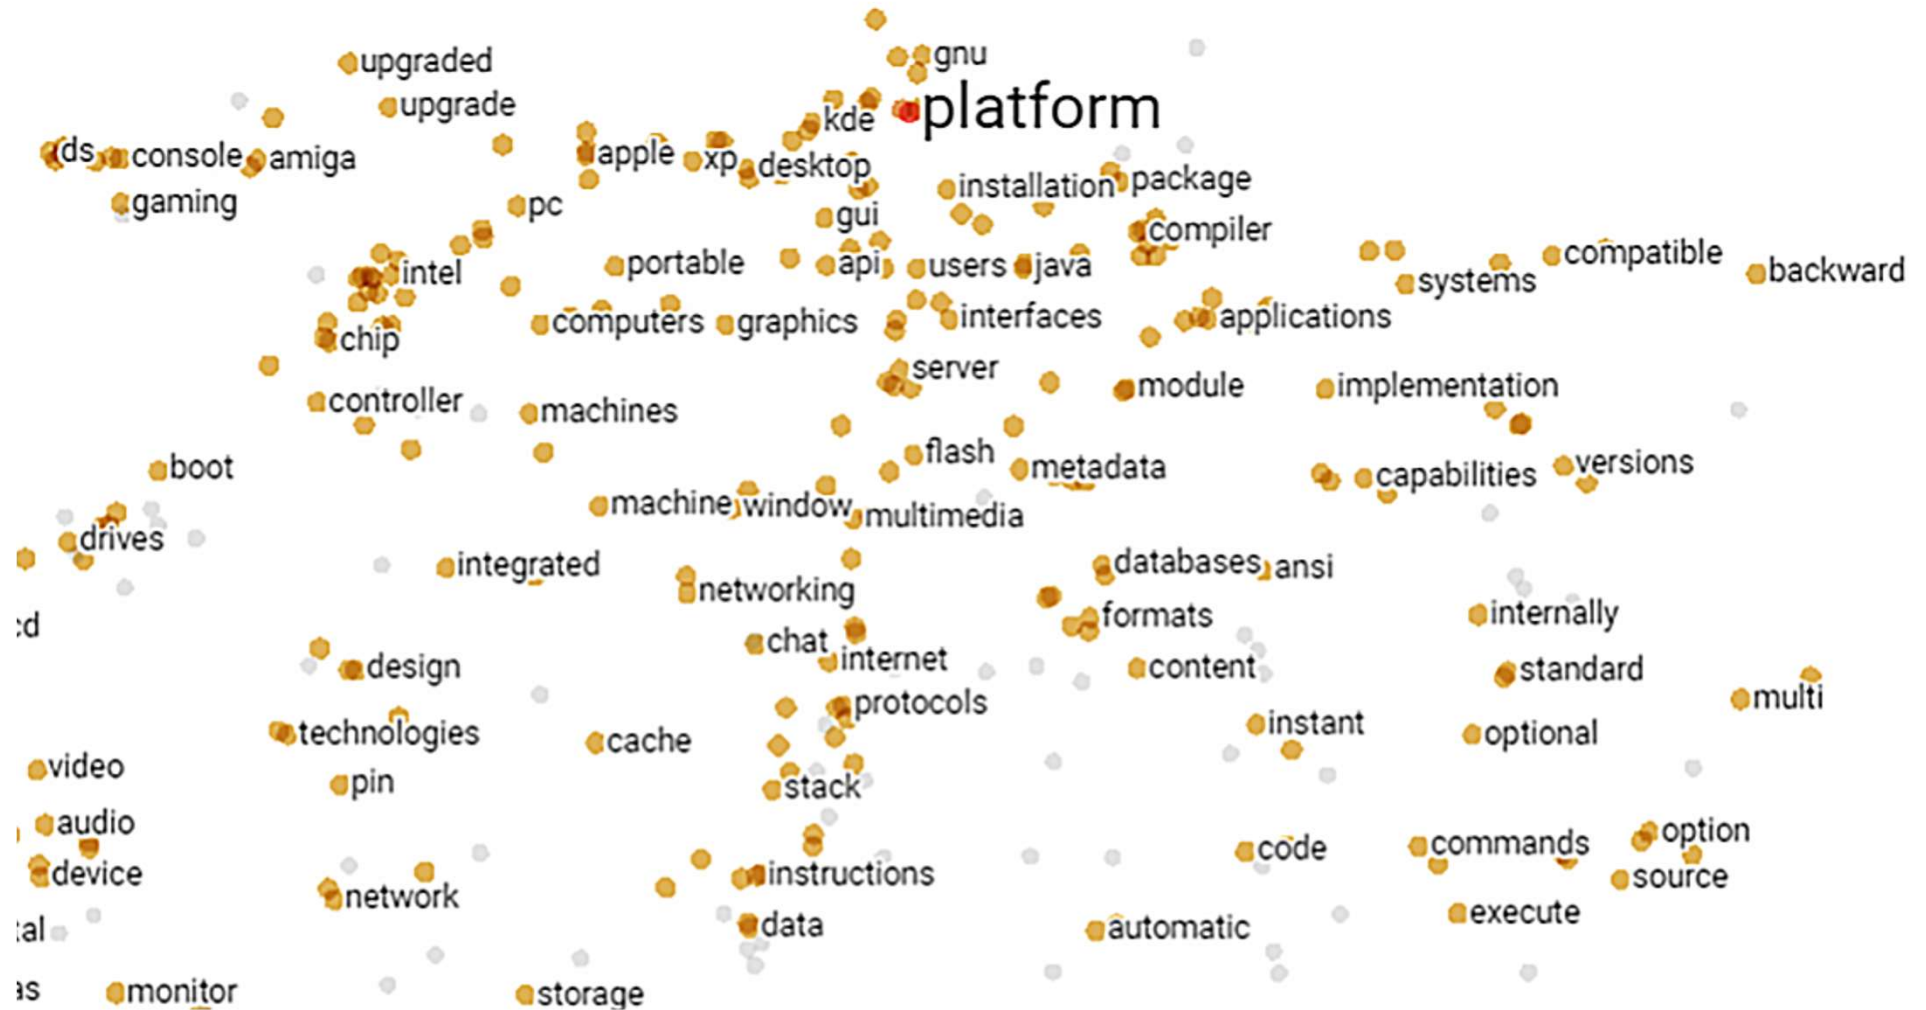 gnu
upgraded
platform
upgrade
kde
ds console amiga
apple xp desktop
installation package
gaming
pc
gui
compiler
portable
api users java
compatible
intel
systems
backward
computers graphics
interfaces
applications
chip
server
module
implementation
controller
machines
flash
metadata
boot
capabilities
versions
machine window multimedia
drives
integrated
databases ansi
networking
formats
internally
cd
chat
internet
design
content
standard
protocols
multi
technologies
cache
instant
optional
video
pin
stack
audio
code
commands
option
device
instructions
source
network
execute
tal
data
automatic
as
monitor
storage